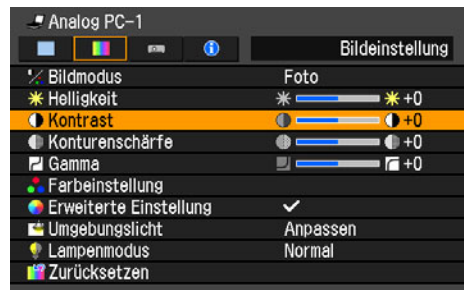 Analog PC-1
Bildeinstellung
Bildmodus Foto
Helligkeit +0
Kontrast +0
Konturenschärfe +0
Gamma +0
Farbeinstellung
Erweiterte Einstellung
Umgebungslicht Anpassen
Lampenmodus Normal
Zurücksetzen